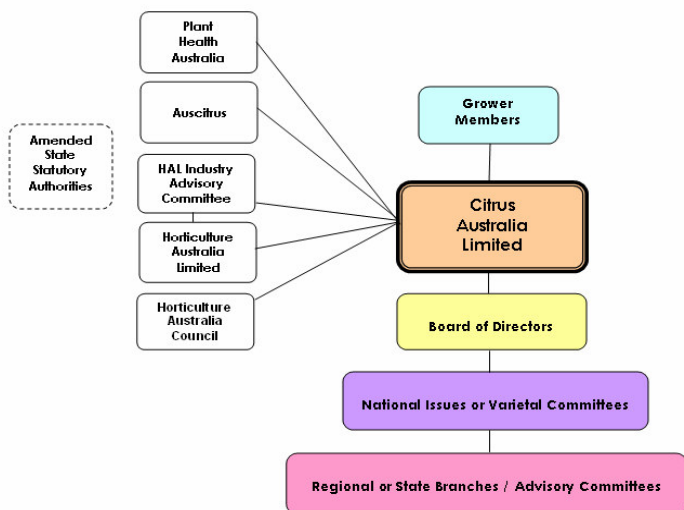 Plant
Health
Australia
Auscitrus
Amended
State
Statutory
Authorities
HAL Industry
Advisory
Committee
Horticulture
Australia
Limited
Horticulture
Australia
Council
Grower
Members
Citrus
Australia
Limited
Board of Directors
National Issues or Varietal Committees
Regional or State Branches / Advisory Committees